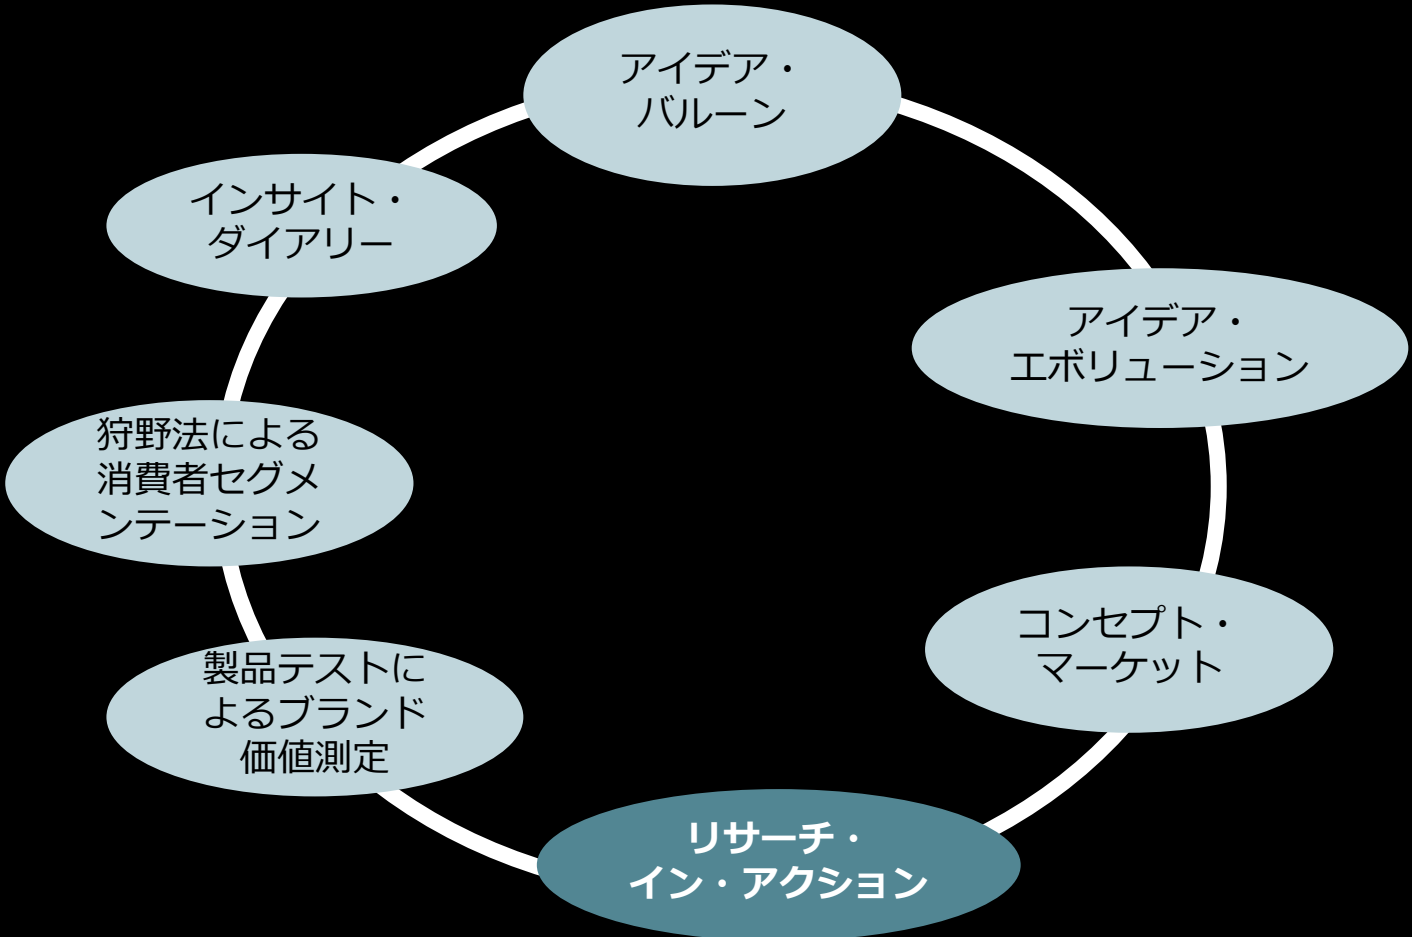 アイデア・
バルーン
インサイト・
ダイアリー
アイデア・
エボリューション
狩野法による
消費者セグメ
ンテーション
コンセプト・
マーケット
製品テストに
よるブランド
価値測定
リサーチ・
イン・アクション